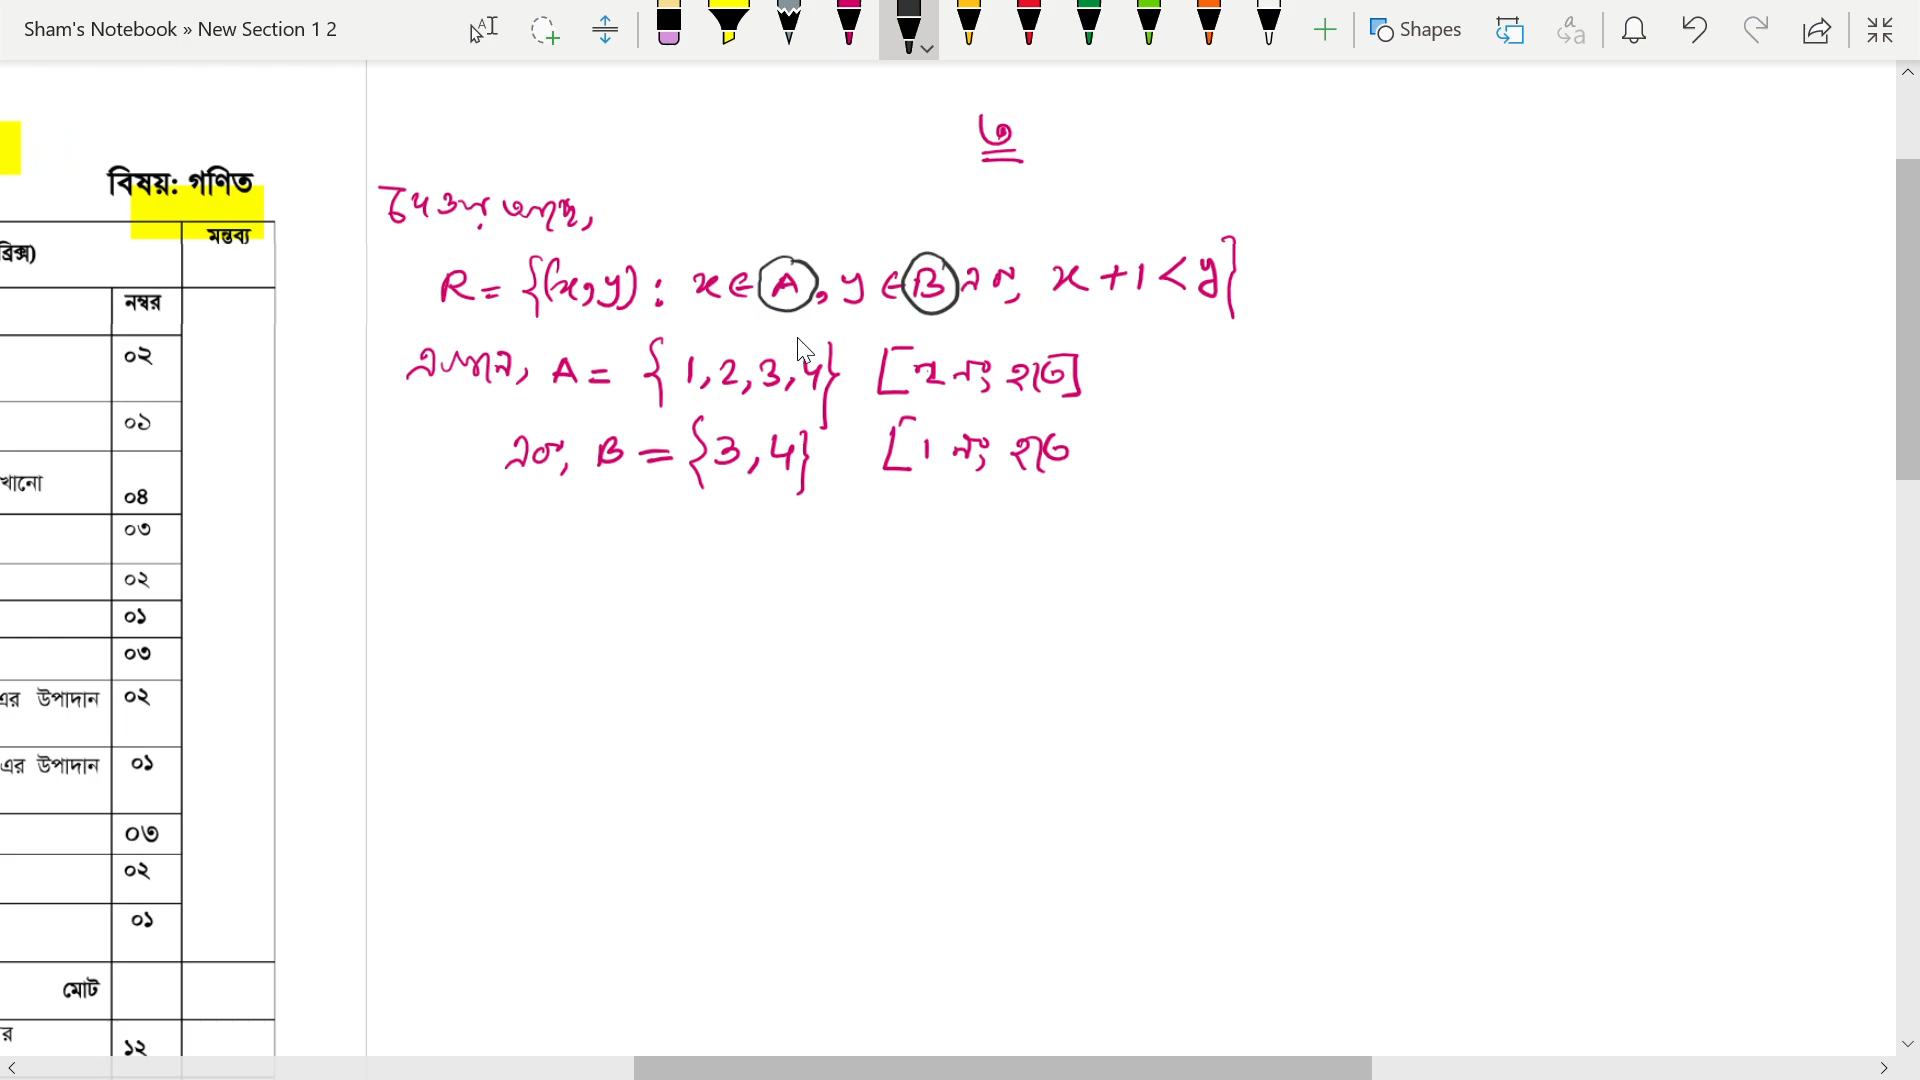 Sham's Notebook » New Section 1 2
Shapes
বিষয়: গণিত
মন্তব্য
ব্রিক্স)
নম্বর
০২
০১
খানো
০৪
০৩
০২
০১
০৩
এর উপাদান ০২
এর উপাদান ০১
০৩
০২
০১
মোট
র
১২
৩
দেওয়া আছে,
R = {(x,y) : x ∈ A, y ∈ B এবং x + 1 < y}
এখানে, A = {1, 2, 3, 4} [২ নং হতে]
এবং, B = {3, 4} [1 নং হতে